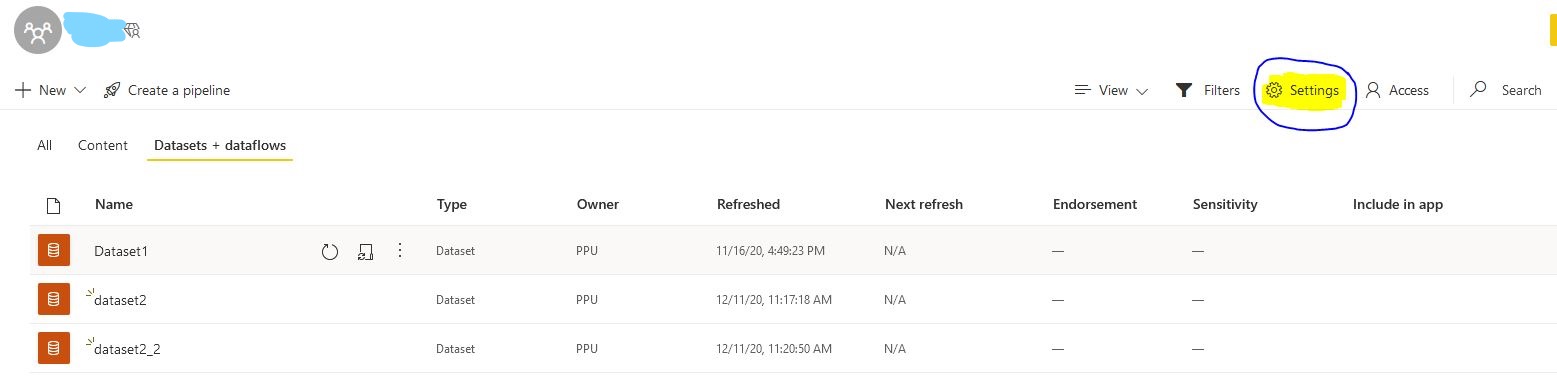 New Create a pipeline View Filters Settings Access Search
All Content Datasets + dataflows
Name Type Owner Refreshed Next refresh Endorsement Sensitivity Include in app
Dataset1 Dataset PPU 11/16/20, 4:49:23 PM N/A — —
dataset2 Dataset PPU 12/11/20, 11:17:18 AM N/A — —
dataset2_2 Dataset PPU 12/11/20, 11:20:50 AM N/A — —